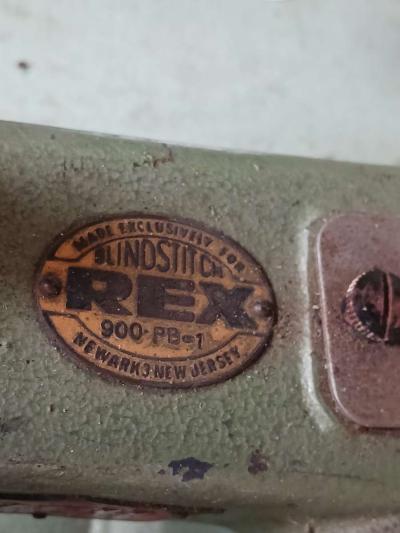 MADE EXCLUSIVELY FOR
BLINDSTITCH
REX
900-PB-1
NEWARK 3, NEW JERSEY